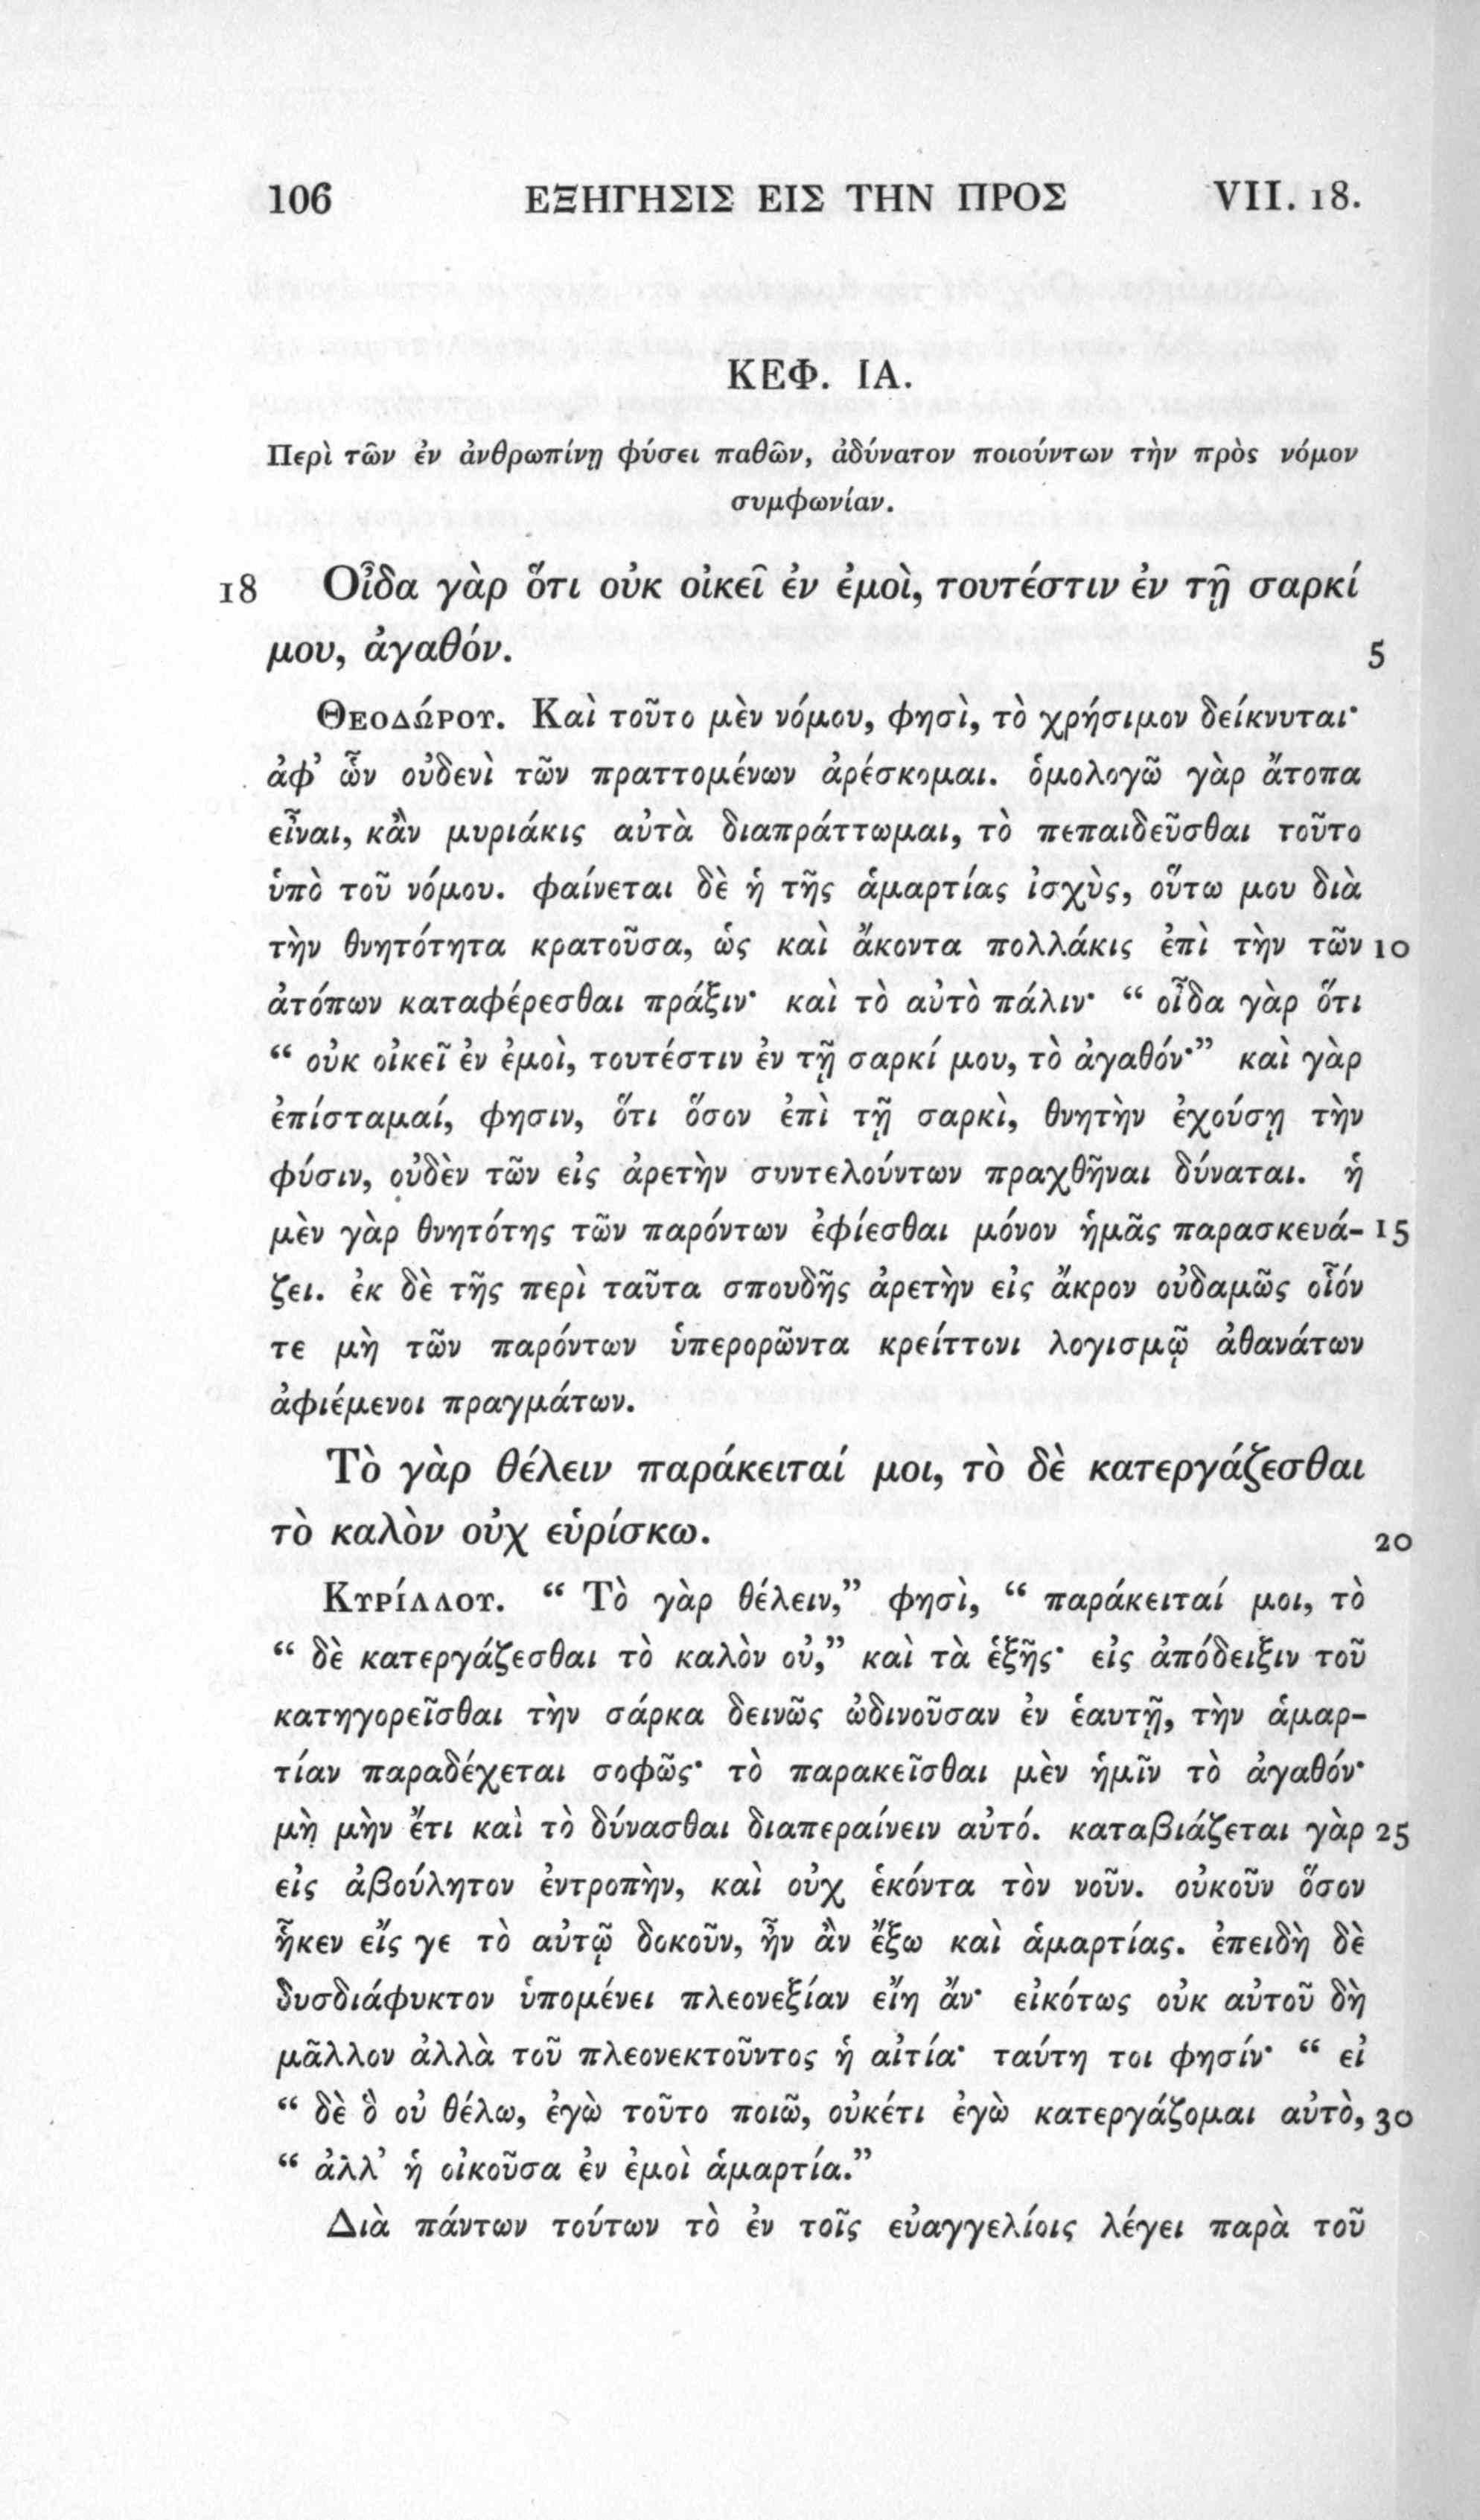 106 ΕΞΗΓΗΣΙΣ ΕΙΣ ΤΗΝ ΠΡΟΣ VII. 18.
ΚΕΦ. ΙΑ.
Περὶ τῶν ἐν ἀνθρωπίνῃ φύσει παθῶν, ἀδύνατον ποιούντων τὴν πρὸς νόμον
συμφωνίαν.
18 Οἶδα γὰρ ὅτι οὐκ οἰκεῖ ἐν ἐμοὶ, τουτέστιν ἐν τῇ σαρκί
μου, ἀγαθόν. 5
ΘΕΟΔΏΡΟΥ. Καὶ τοῦτο μὲν νόμου, φησὶ, τὸ χρήσιμον δείκνυται·
ἀφ’ ὧν οὐδενὶ τῶν πραττομένων ἀρέσκομαι. ὁμολογῶ γὰρ ἄτοπα
εἶναι, κἂν μυριάκις αὐτὰ διαπράττωμαι, τὸ πεπαιδεῦσθαι τοῦτο
ὑπὸ τοῦ νόμου. φαίνεται δὲ ἡ τῆς ἁμαρτίας ἰσχὺς, οὕτω μου διὰ
τὴν θνητότητα κρατοῦσα, ὡς καὶ ἄκοντα πολλάκις ἐπὶ τὴν τῶν 10
ἀτόπων καταφέρεσθαι πράξιν· καὶ τὸ αὐτὸ πάλιν· “ οἶδα γὰρ ὅτι
“ οὐκ οἰκεῖ ἐν ἐμοὶ, τουτέστιν ἐν τῇ σαρκί μου, τὸ ἀγαθόν·” καὶ γὰρ
ἐπίσταμαί, φησιν, ὅτι ὅσον ἐπὶ τῇ σαρκὶ, θνητὴν ἐχούσῃ τὴν
φύσιν, οὐδὲν τῶν εἰς ἀρετὴν συντελούντων πραχθῆναι δύναται. ἡ
μὲν γὰρ θνητότης τῶν παρόντων ἐφίεσθαι μόνον ἡμᾶς παρασκευά- 15
ζει. ἐκ δὲ τῆς περὶ ταῦτα σπουδῆς ἀρετὴν εἰς ἄκρον οὐδαμῶς οἷόν
τε μὴ τῶν παρόντων ὑπερορῶντα κρείττονι λογισμῷ ἀθανάτων
ἀφιέμενοι πραγμάτων.
Τὸ γὰρ θέλειν παράκειταί μοι, τὸ δὲ κατεργάζεσθαι
τὸ καλὸν οὐχ εὑρίσκω. 20
ΚΥΡΊΛΛΟΥ. “ Τὸ γὰρ θέλειν,” φησὶ, “ παράκειταί μοι, τὸ
“ δὲ κατεργάζεσθαι τὸ καλὸν οὐ,” καὶ τὰ ἑξῆς· εἰς ἀπόδειξιν τοῦ
κατηγορεῖσθαι τὴν σάρκα δεινῶς ὠδινοῦσαν ἐν ἑαυτῇ, τὴν ἁμαρ-
τίαν παραδέχεται σοφῶς· τὸ παρακεῖσθαι μὲν ἡμῖν τὸ ἀγαθόν·
μὴ μὴν ἔτι καὶ τὸ δύνασθαι διαπεραίνειν αὐτό. καταβιάζεται γὰρ 25
εἰς ἀβούλητον ἐντροπὴν, καὶ οὐχ ἑκόντα τὸν νοῦν. οὐκοῦν ὅσον
ἧκεν εἴς γε τὸ αὐτῷ δοκοῦν, ἦν ἂν ἔξω καὶ ἁμαρτίας. ἐπειδὴ δὲ
δυσδιάφυκτον ὑπομένει πλεονεξίαν εἴη ἄν· εἰκότως οὐκ αὐτοῦ δὴ
μᾶλλον ἀλλὰ τοῦ πλεονεκτοῦντος ἡ αἰτία· ταύτη τοι φησίν· “ εἰ
“ δὲ ὃ οὐ θέλω, ἐγὼ τοῦτο ποιῶ, οὐκέτι ἐγὼ κατεργάζομαι αὐτὸ, 30
“ ἀλλ’ ἡ οἰκοῦσα ἐν ἐμοὶ ἁμαρτία.”
Διὰ πάντων τούτων τὸ ἐν τοῖς εὐαγγελίοις λέγει παρὰ τοῦ